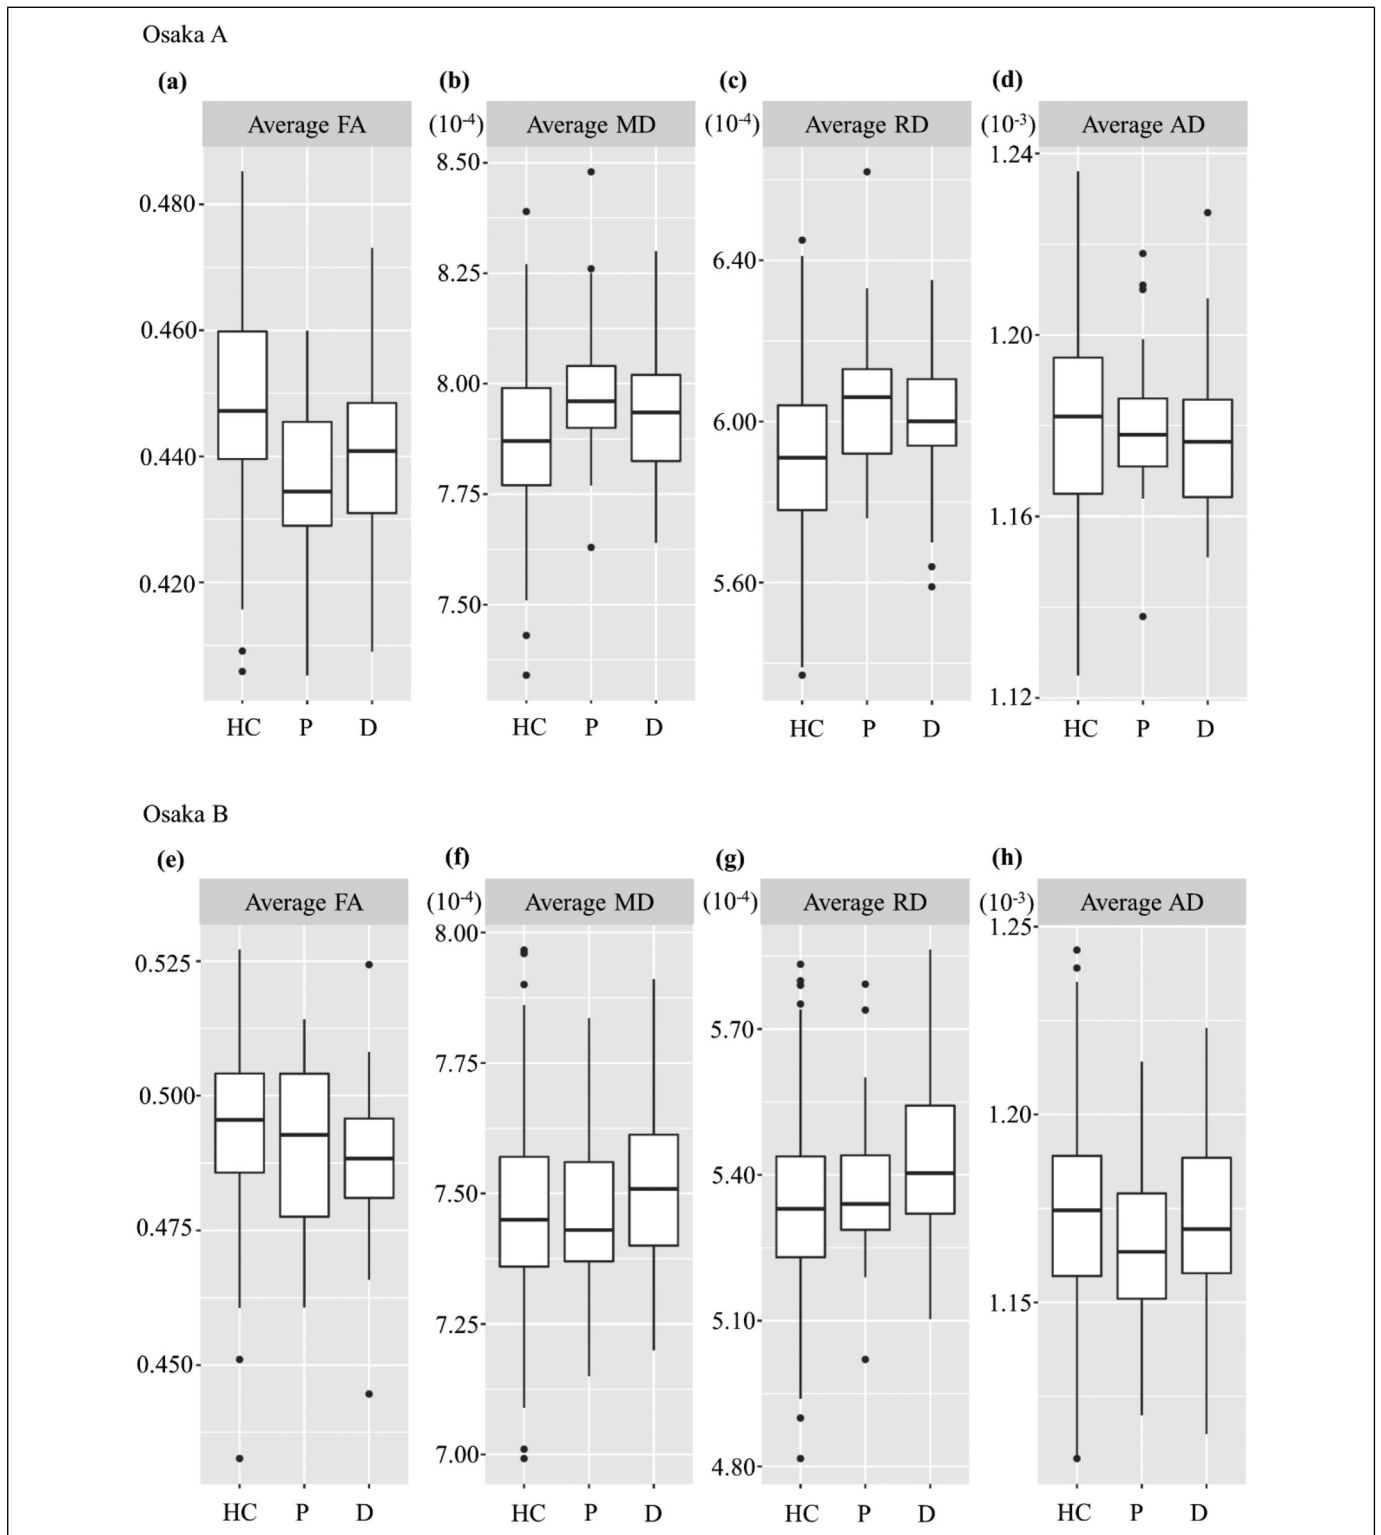 Osaka A
(a) (b) (c) (d)
Average FA (10-4) Average MD (10-4) Average RD (10-3) Average AD
0.480
0.460
0.440
0.420
HC P D
8.50
8.25
8.00
7.75
7.50
HC P D
6.40
6.00
5.60
HC P D
1.24
1.20
1.16
1.12
HC P D
Osaka B
(e) (f) (g) (h)
Average FA (10-4) Average MD (10-4) Average RD (10-3) Average AD
0.525
0.500
0.475
0.450
HC P D
8.00
7.75
7.50
7.25
7.00
HC P D
5.70
5.40
5.10
4.80
HC P D
1.25
1.20
1.15
HC P D